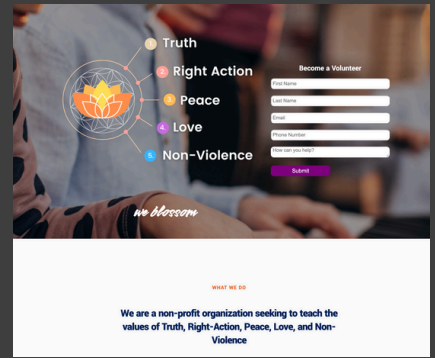 1. Truth
2. Right Action
3. Peace
4. Love
5. Non-Violence
we blossom
Become a Volunteer
First Name
Last Name
Email
Phone Number
How can you help?
Submit
WHAT WE DO
We are a non-profit organization seeking to teach the
values of Truth, Right-Action, Peace, Love, and Non-
Violence